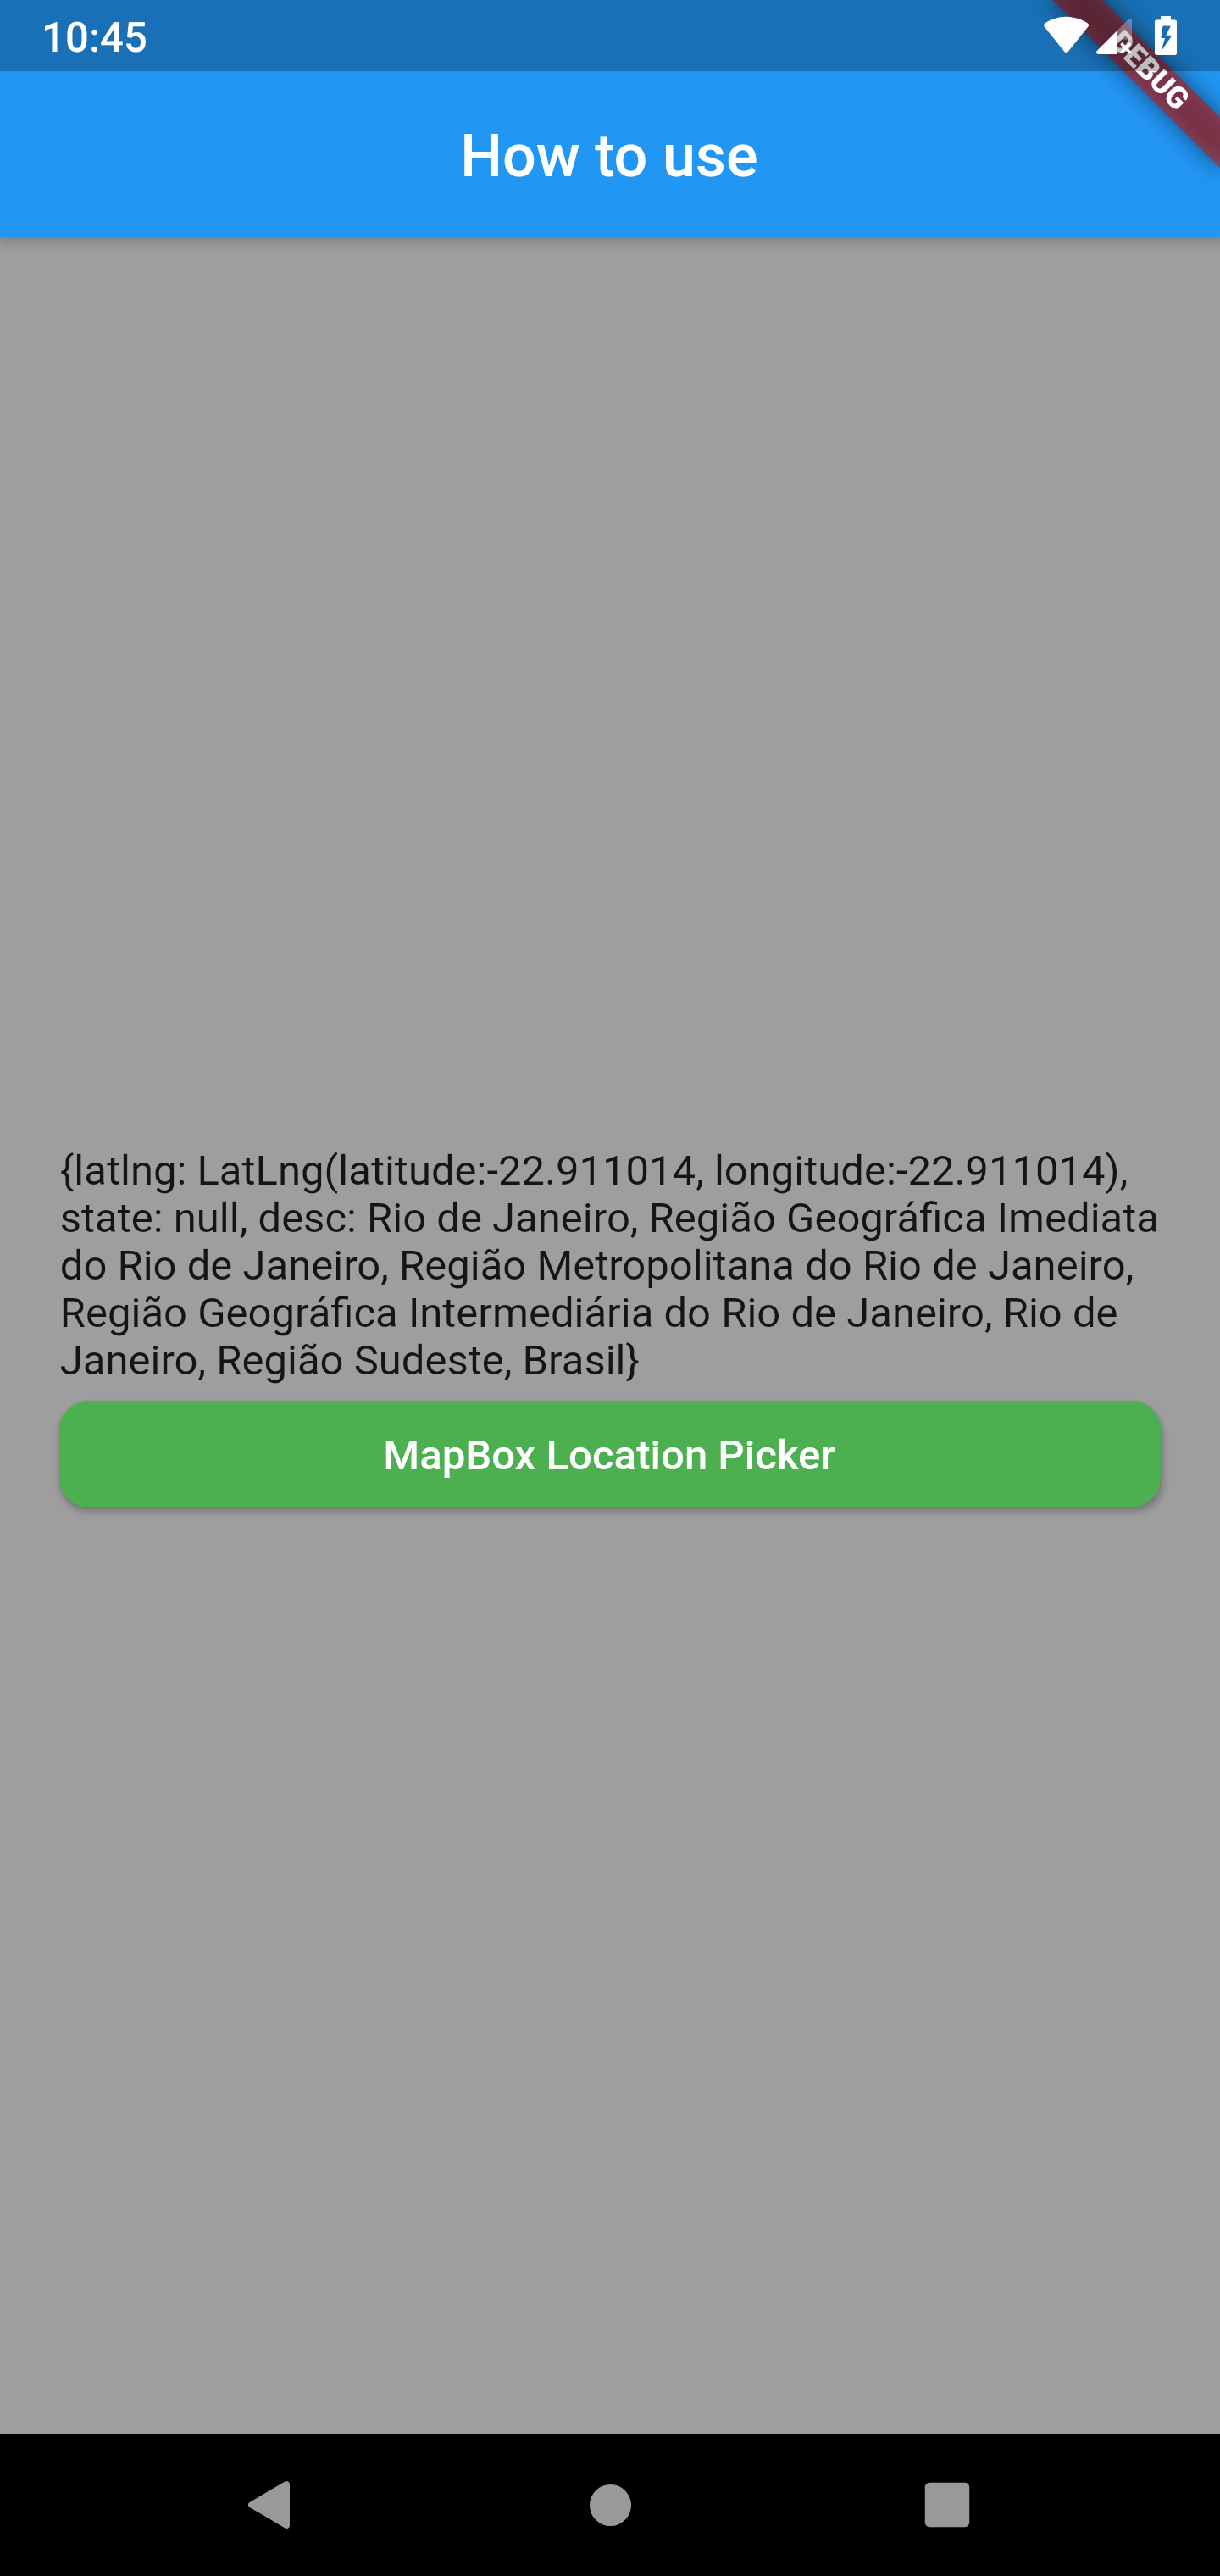 10:45
DEBUG
How to use
{latlng: LatLng(latitude:-22.911014, longitude:-22.911014),
state: null, desc: Rio de Janeiro, Região Geográfica Imediata
do Rio de Janeiro, Região Metropolitana do Rio de Janeiro,
Região Geográfica Intermediária do Rio de Janeiro, Rio de
Janeiro, Região Sudeste, Brasil}
MapBox Location Picker